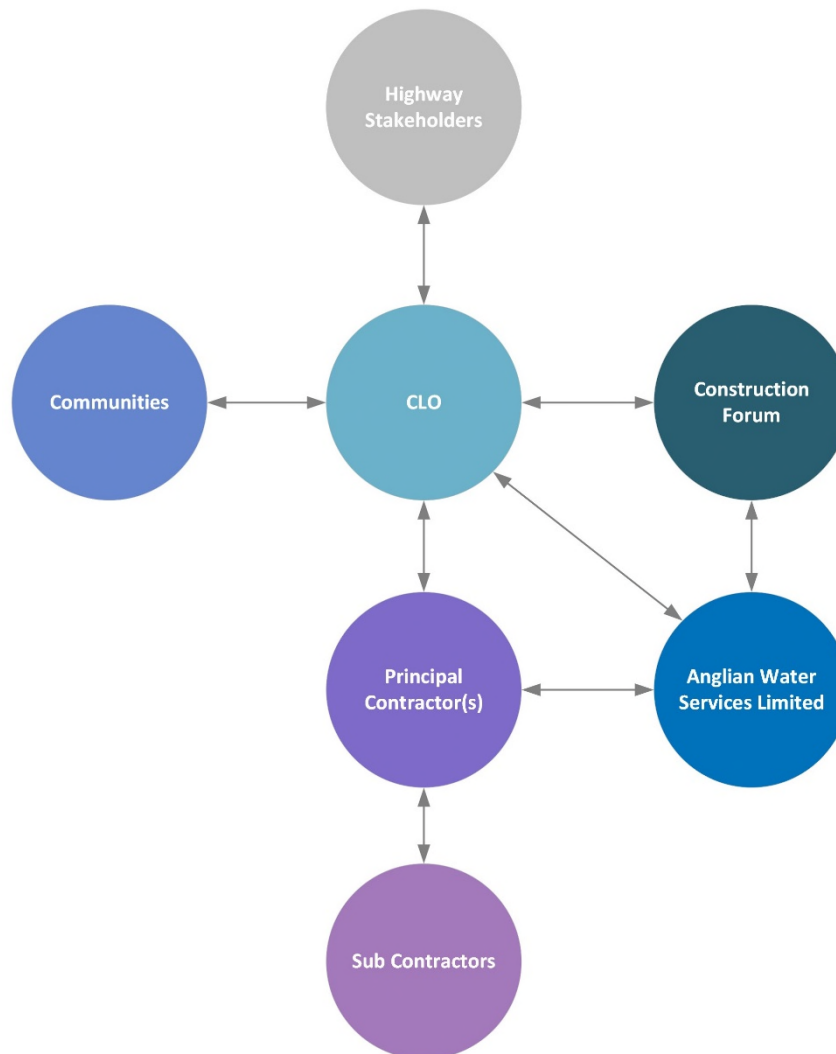 Highway
Stakeholders
Communities
CLO
Construction
Forum
Principal
Contractor(s)
Anglian Water
Services Limited
Sub Contractors